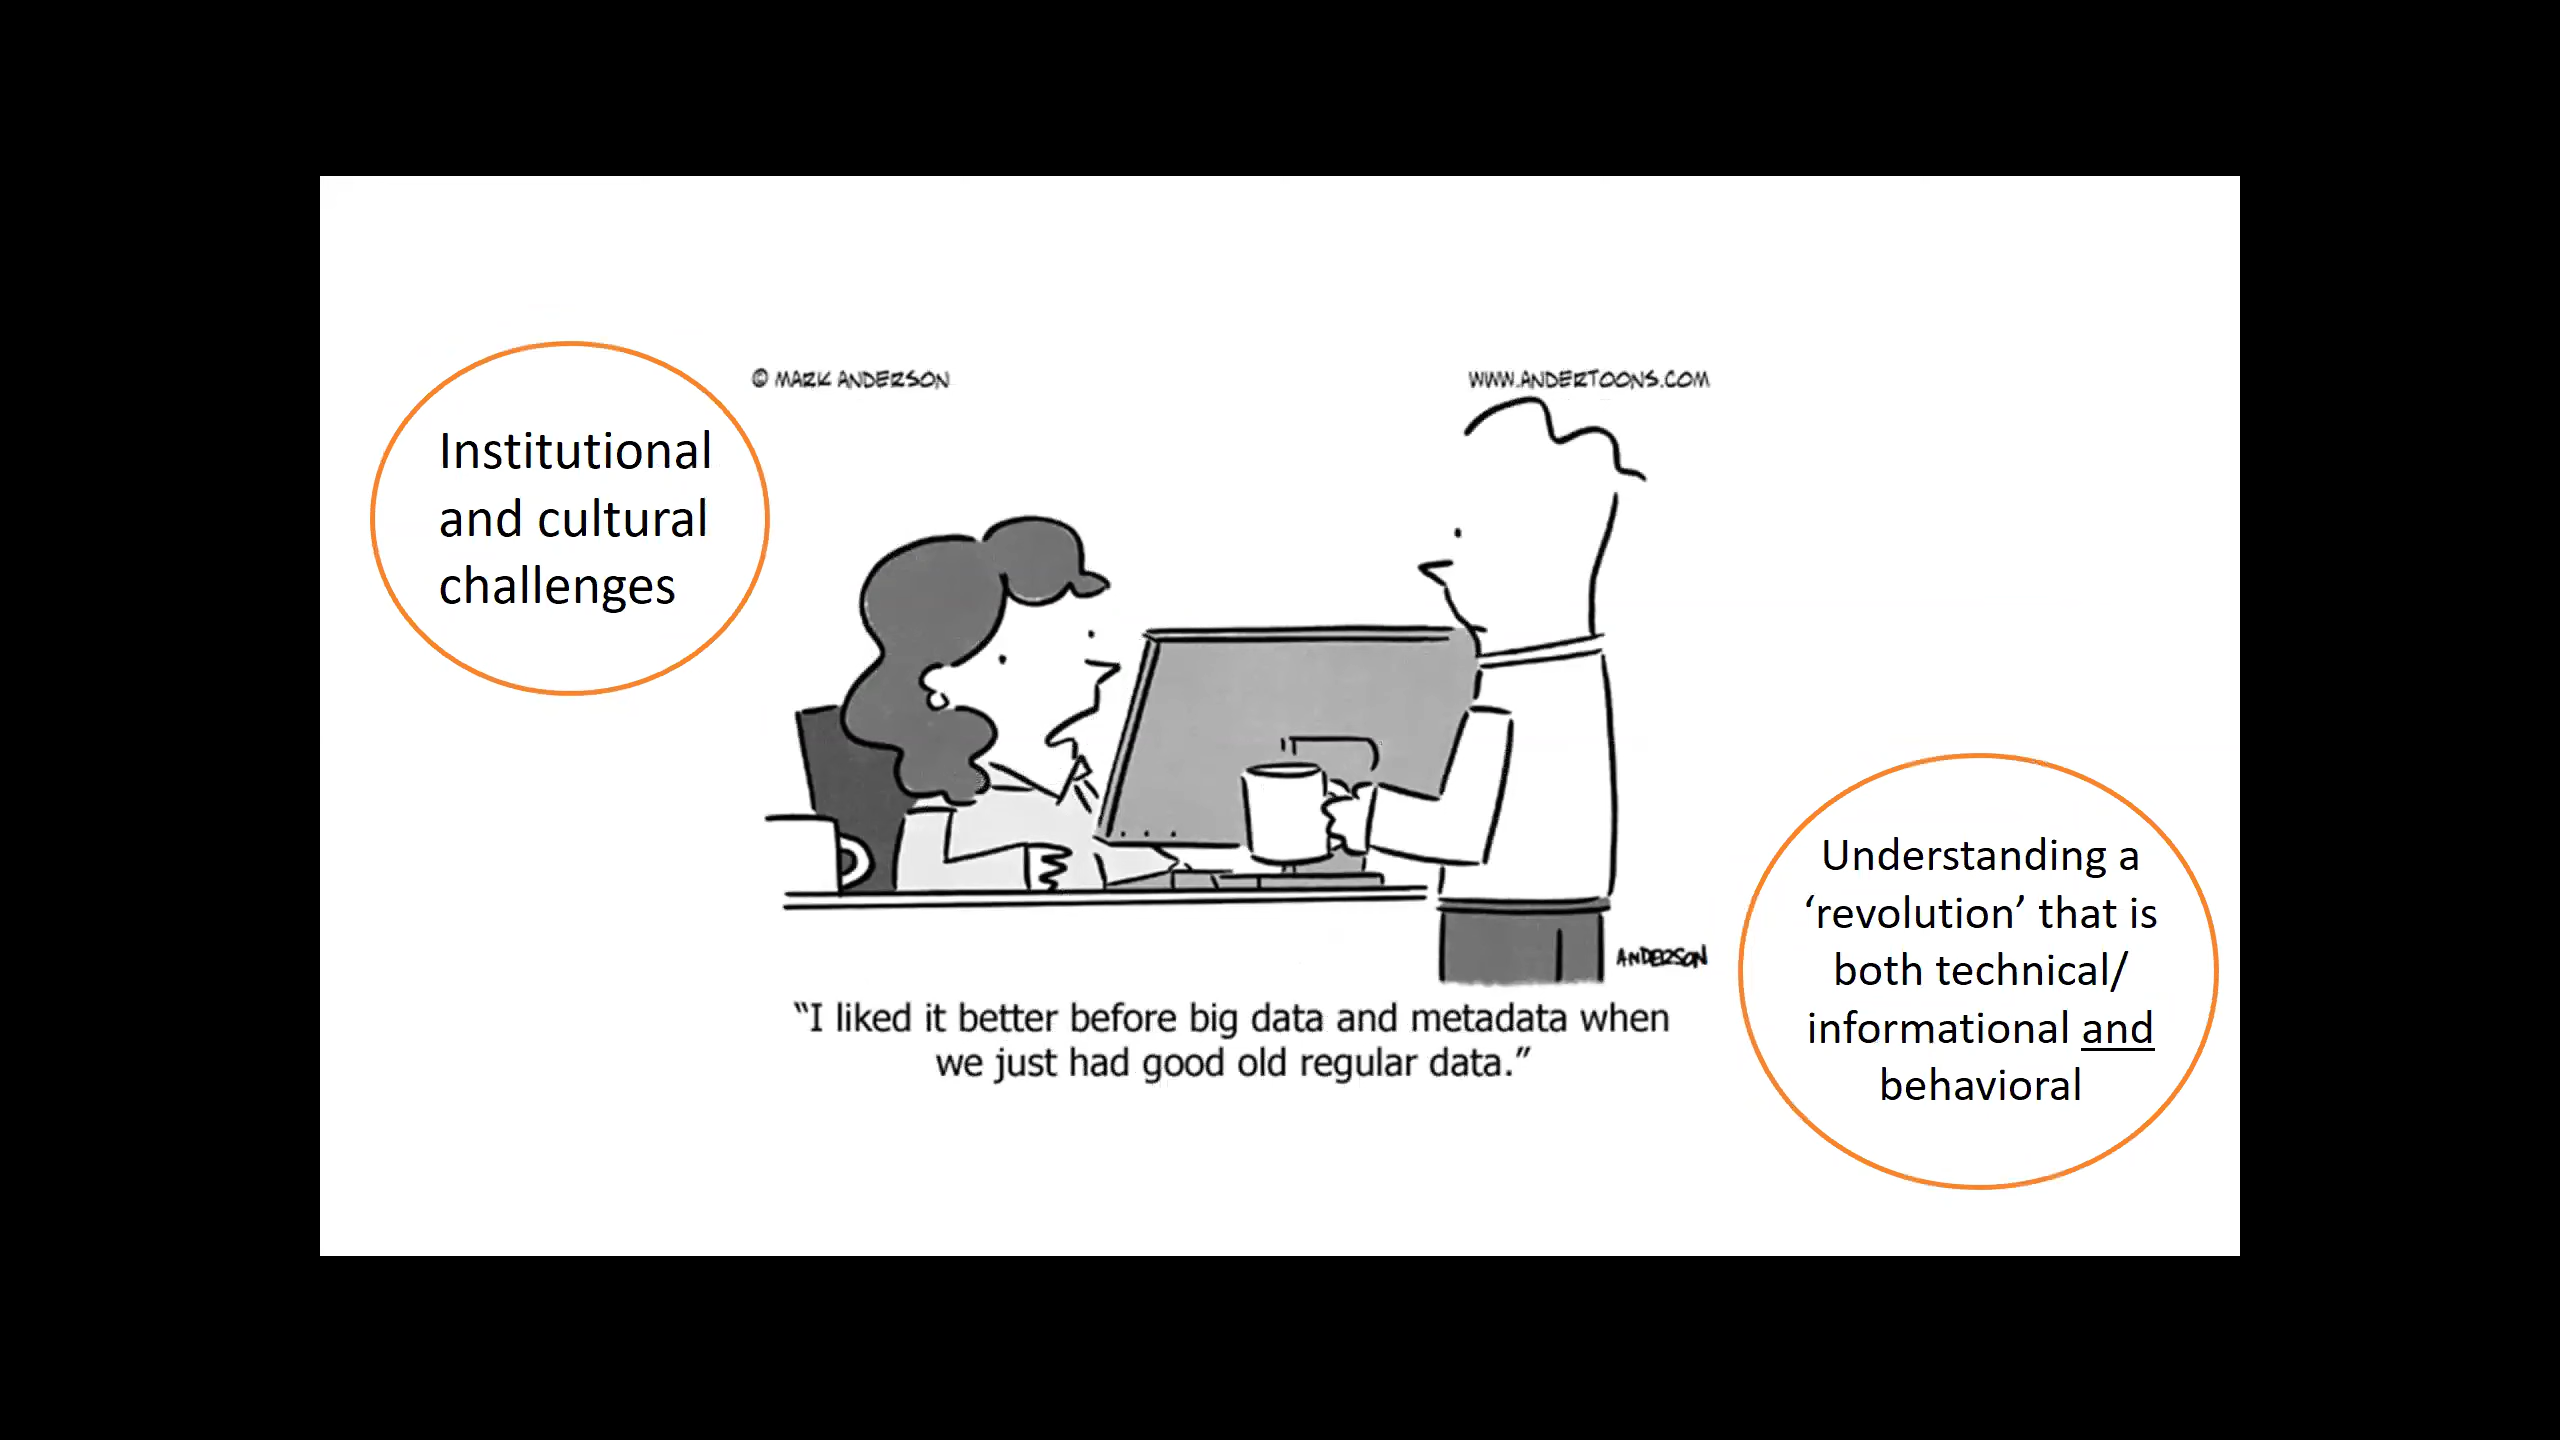 © MARK ANDERSON
WWW.ANDERTOONS.COM
Institutional
and cultural
challenges
Understanding a
‘revolution’ that is
both technical/
informational and
behavioral
ANDERSON
“I liked it better before big data and metadata when
we just had good old regular data.”